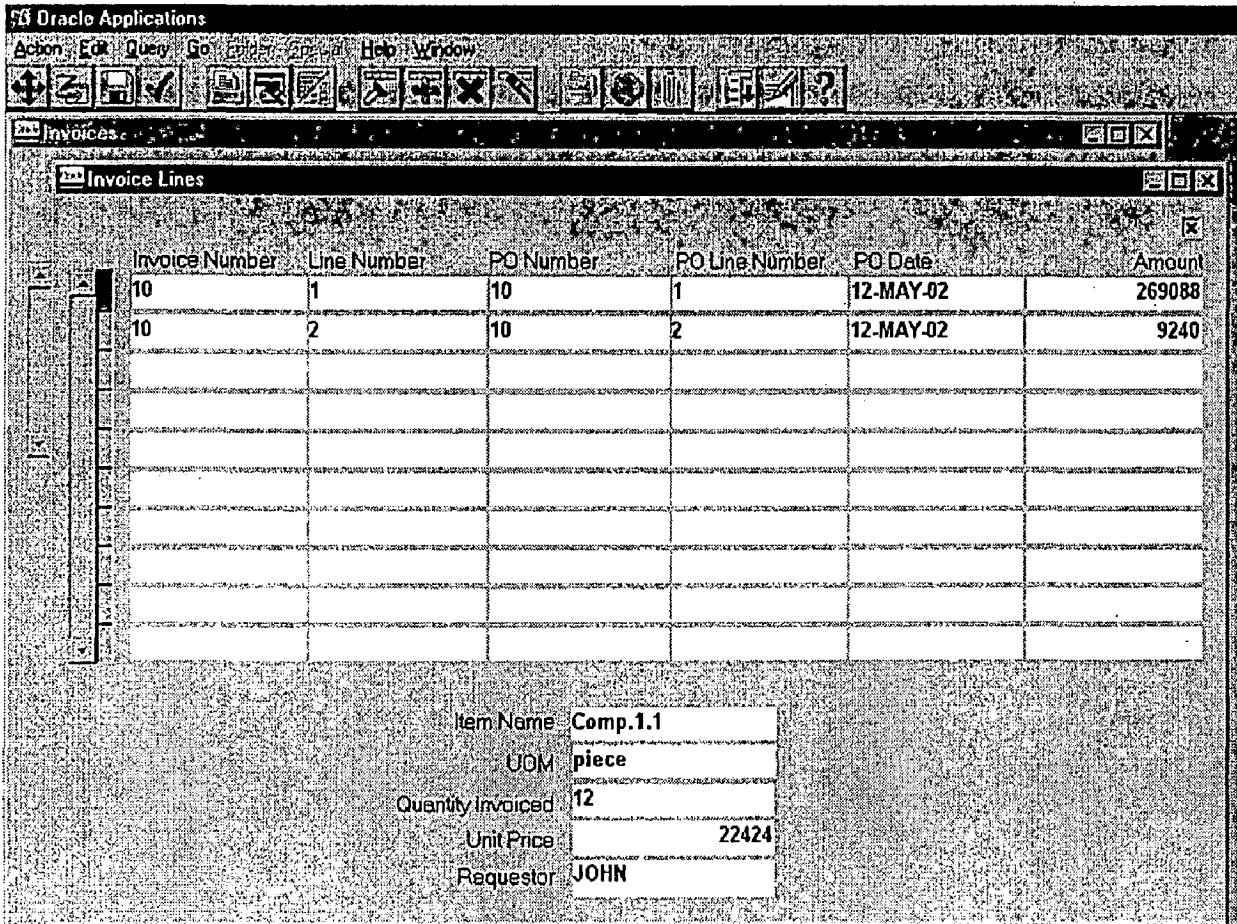 Oracle Applications
Action Edit Query Go Folder Special Help Window
Invoices
Invoice Lines
Invoice Number Line Number PO Number PO Line Number PO Date Amount
10 1 10 1 12-MAY-02 269088
10 2 10 2 12-MAY-02 9240
Item Name Comp.1.1
UOM piece
Quantity Invoiced 12
Unit Price 22424
Requestor JOHN